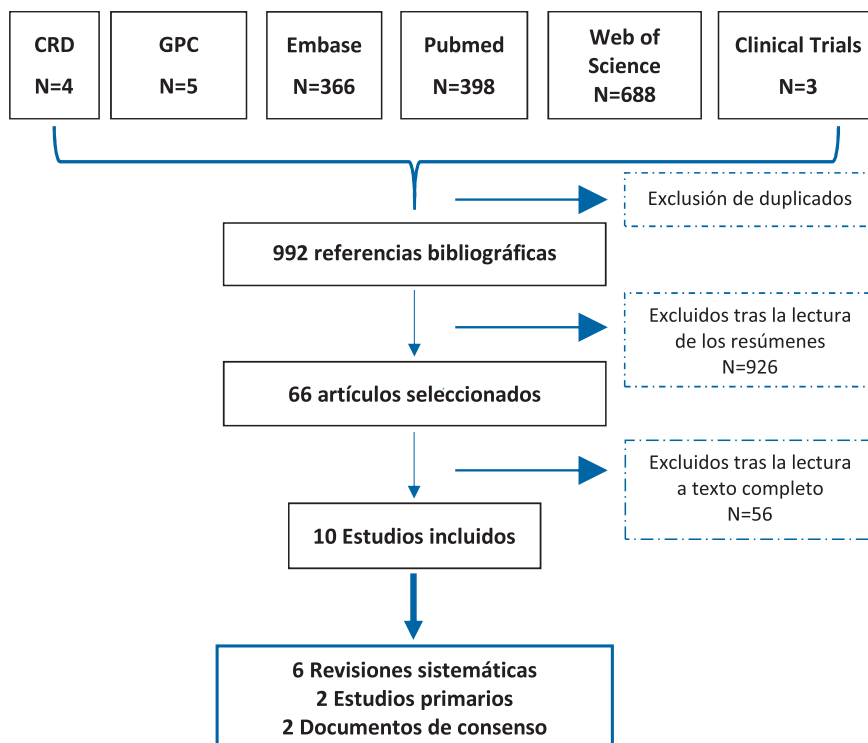 CRD
N=4
GPC
N=5
Embase
N=366
Pubmed
N=398
Web of
Science
N=688
Clinical Trials
N=3
Exclusión de duplicados
992 referencias bibliográficas
Excluidos tras la lectura
de los resúmenes
N=926
66 artículos seleccionados
Excluidos tras la lectura
a texto completo
N=56
10 Estudios incluidos
6 Revisiones sistemáticas
2 Estudios primarios
2 Documentos de consenso